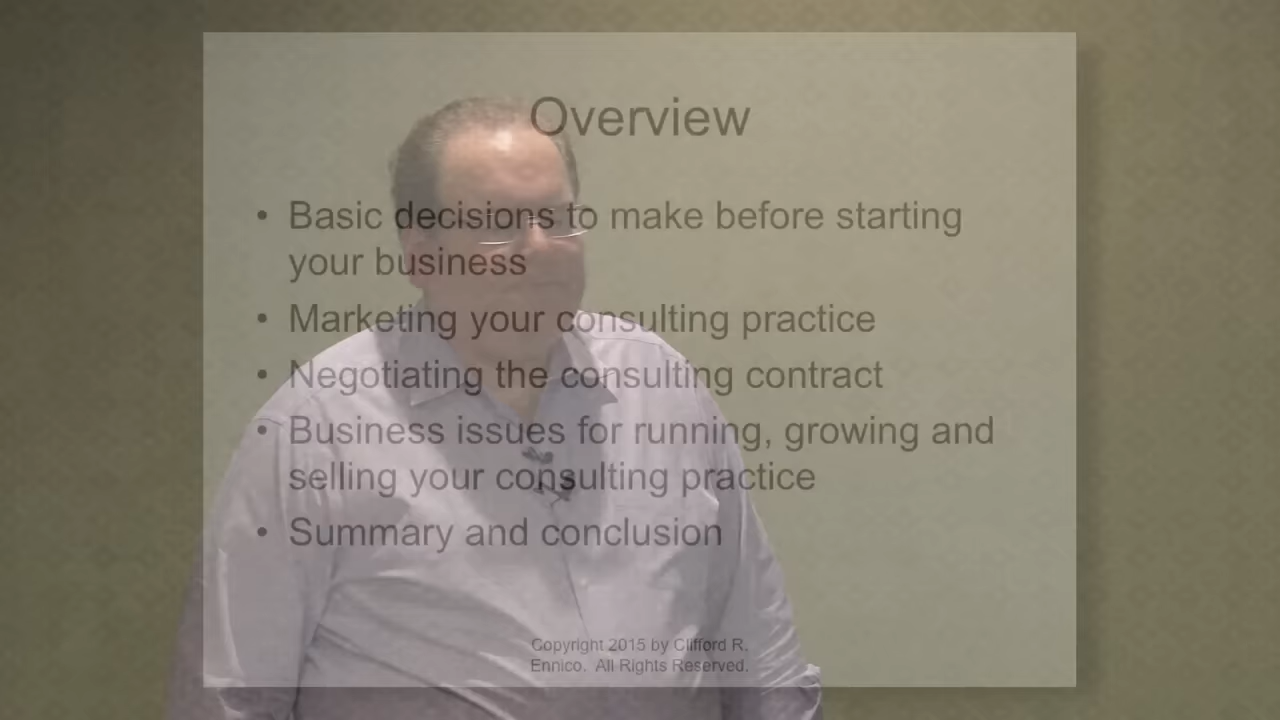 Overview
• Basic decisions to make before starting
your business
• Marketing your consulting practice
• Negotiating the consulting contract
• Business issues for running, growing and
selling your consulting practice
• Summary and conclusion
Copyright 2015 by Clifford R.
Ennico. All Rights Reserved.